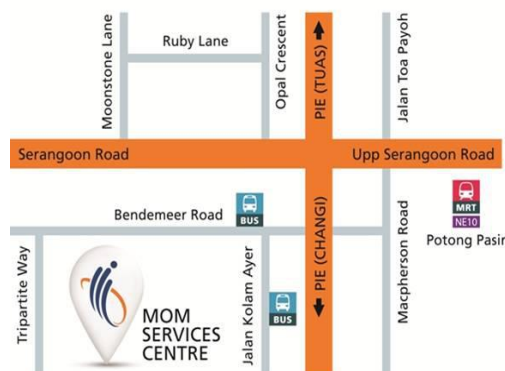 Moonstone Lane
Ruby Lane
Opal Crescent
PIE (TUAS)
Jalan Toa Payoh
Serangoon Road
Upp Serangoon Road
Bendemeer Road
BUS
PIE (CHANGI)
Macpherson Road
MRT
NE10
Potong Pasir
Tripartite Way
MOM
SERVICES
CENTRE
Jalan Kolam Ayer
BUS